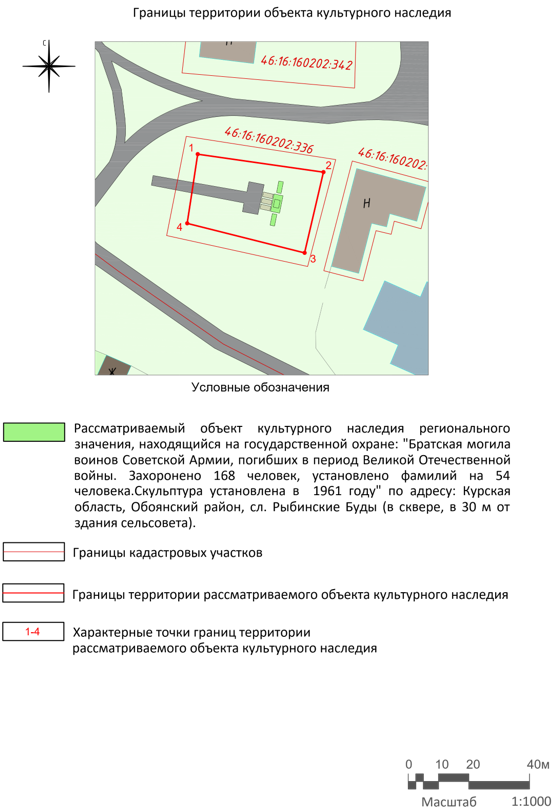 Границы территории объекта культурного наследия
С
Н
46:16:160202:342
46:16:160202:336
46:16:160202:
1
2
Н
4
3
Ж
Условные обозначения
Рассматриваемый объект культурного наследия регионального
значения, находящийся на государственной охране: "Братская могила
воинов Советской Армии, погибших в период Великой Отечественной
войны. Захоронено 168 человек, установлено фамилий на 54
человека.Скульптура установлена в 1961 году" по адресу: Курская
область, Обоянский район, сл. Рыбинские Буды (в сквере, в 30 м от
здания сельсовета).
Границы кадастровых участков
Границы территории рассматриваемого объекта культурного наследия
1-4
Характерные точки границ территории
рассматриваемого объекта культурного наследия
0 10 20 40м
Масштаб 1:1000